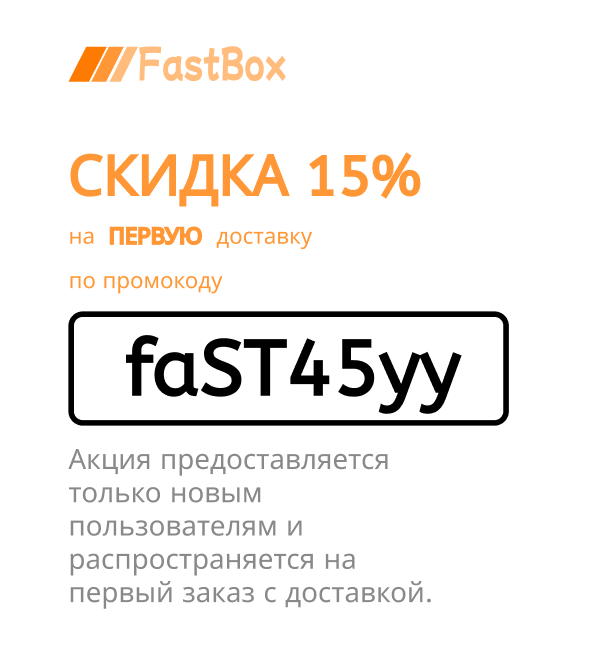 FastBox
СКИДКА 15%
на ПЕРВУЮ доставку
по промокоду
faST45yy
Акция предоставляется
только новым
пользователям и
распространяется на
первый заказ с доставкой.